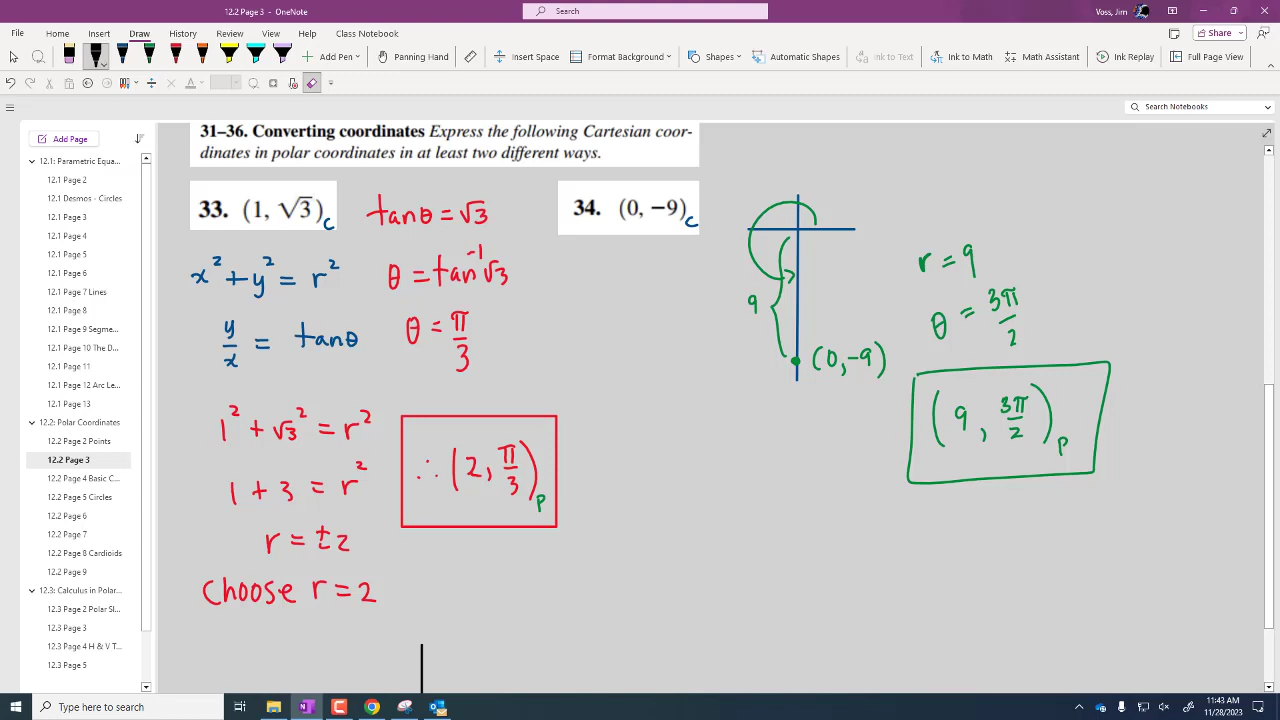 12.2 Page 3 - OneNote
Search
Voss, Jim
File Home Insert Draw History Review View Help Class Notebook
Share
Panning Hand Insert Space Format Background Shapes Automatic Shapes Ink to Text Ink to Shape Ink to Math Math Assistant Ink Replay Full Page View
Search Notebooks
Add Page
12.1: Parametric Equa...
12.1 Page 2
12.1 Desmos - Circles
12.1 Page 3
12.1 Page 4
12.1 Page 5
12.1 Page 6
12.1 Page 7 Lines
12.1 Page 8
12.1 Page 9 Segme...
12.1 Page 10 The D...
12.1 Page 11
12.1 Page 12 Arc Le...
12.1 Page 13
12.2: Polar Coordinates
12.2 Page 2 Points
12.2 Page 3
12.2 Page 4 Basic C...
12.2 Page 5 Circles
12.2 Page 6
12.2 Page 7
12.2 Page 8 Cardioids
12.2 Page 9
12.3: Calculus in Polar...
12.3 Page 2 Polar Sl...
12.3 Page 3
12.3 Page 4 H & V T...
12.3 Page 5
31–36. Converting coordinates Express the following Cartesian coor-
dinates in polar coordinates in at least two different ways.
33. (1, √3)c
x² + y² = r²
y/x = tanθ
1² + √3² = r²
1 + 3 = r²
r = ±2
Choose r = 2
tanθ = √3
θ = tan⁻¹√3
θ = π/3
∴ (2, π/3)p
34. (0, −9)c
9
(0, −9)
r = 9
θ = 3π/2
(9, 3π/2)p
Type here to search
11:43 AM
11/28/2023